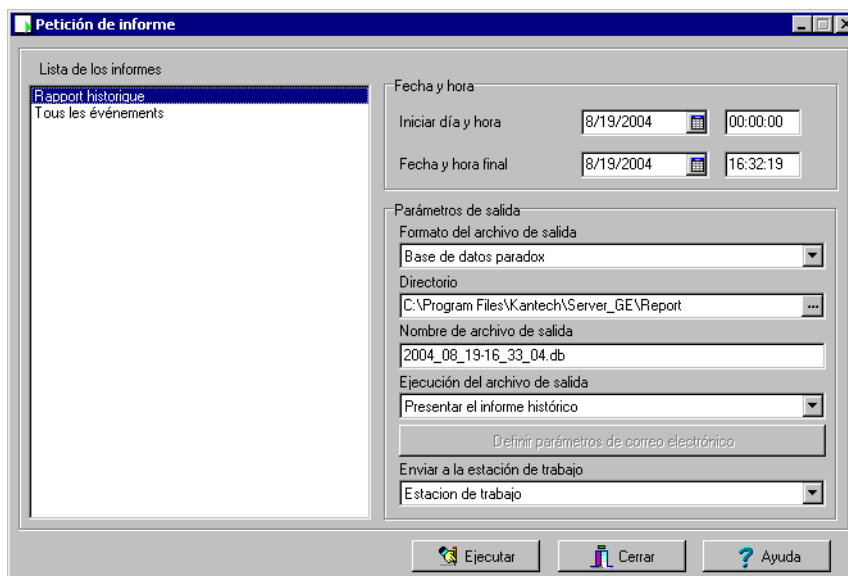 Petición de informe
Lista de los informes
Rapport historique
Tous les événements
Fecha y hora
Iniciar día y hora
8/19/2004
00:00:00
Fecha y hora final
8/19/2004
16:32:19
Parámetros de salida
Formato del archivo de salida
Base de datos paradox
Directorio
C:\Program Files\Kantech\Server_GE\Report
...
Nombre de archivo de salida
2004_08_19-16_33_04.db
Ejecución del archivo de salida
Presentar el informe histórico
Definir parámetros de correo electrónico
Enviar a la estación de trabajo
Estacion de trabajo
Ejecutar
Cerrar
Ayuda